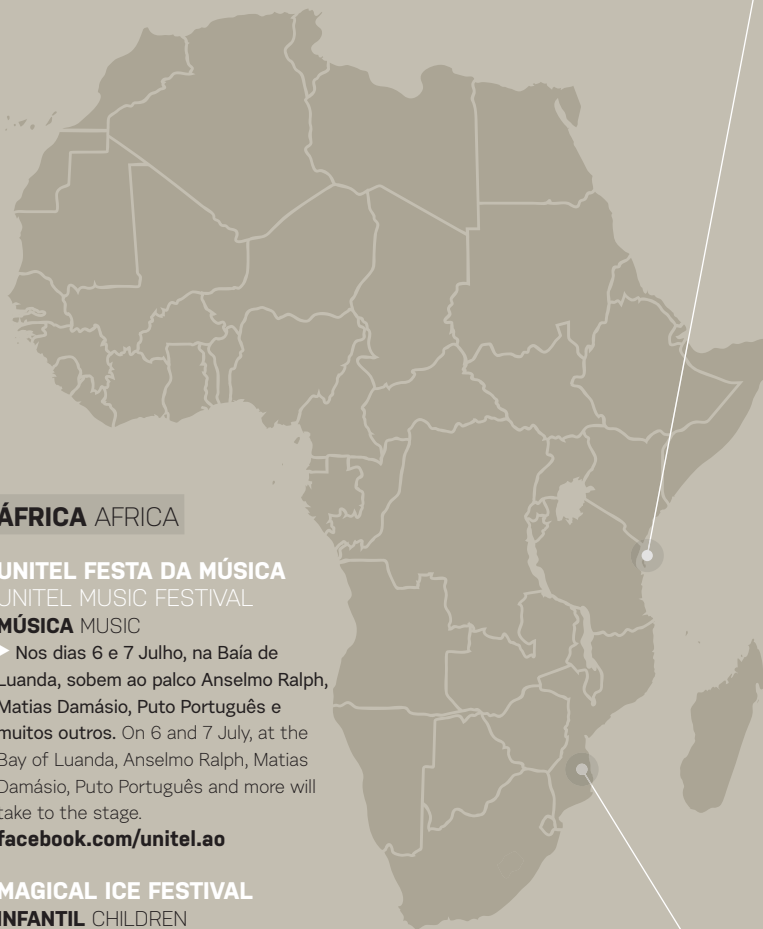 ÁFRICA AFRICA
UNITEL FESTA DA MÚSICA
UNITEL MUSIC FESTIVAL
MÚSICA MUSIC
Nos dias 6 e 7 Julho, na Baía de
Luanda, sobem ao palco Anselmo Ralph,
Matias Damásio, Puto Português e
muitos outros. On 6 and 7 July, at the
Bay of Luanda, Anselmo Ralph, Matias
Damásio, Puto Português and more will
take to the stage.
facebook.com/unitel.ao
MAGICAL ICE FESTIVAL
INFANTIL CHILDREN